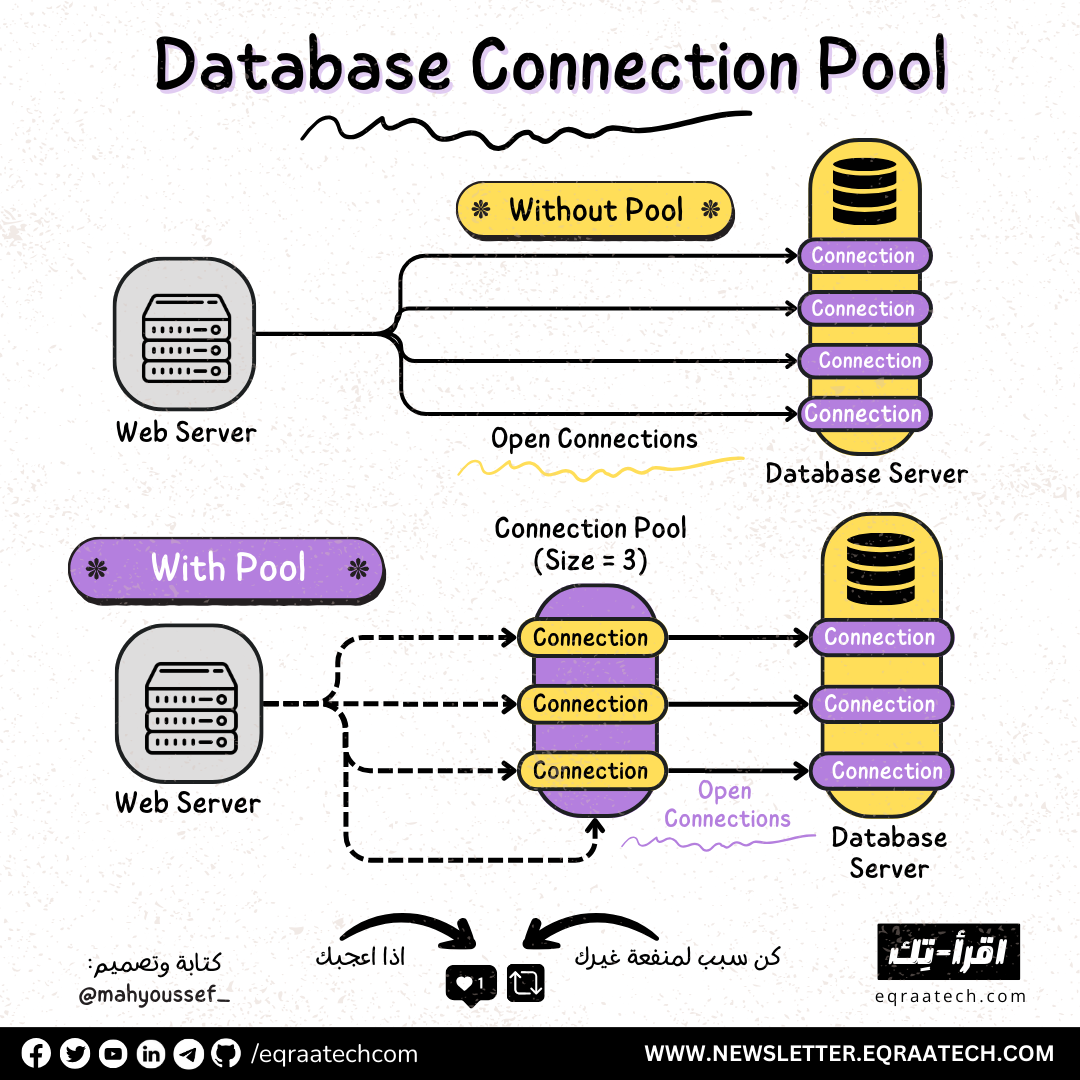 Database Connection Pool
Without Pool
Connection
Connection
Connection
Connection
Web Server
Open Connections
Database Server
With Pool
Connection Pool
(Size = 3)
Connection
Connection
Connection
Connection
Connection
Connection
Web Server
Open
Connections
Database
Server
كتابة وتصميم:
@mahyoussef_
اذا اعجبك
1
كن سبب لمنفعة غيرك
اقرأ-تِك
eqraatech.com
/eqraatechcom
WWW.NEWSLETTER.EQRAATECH.COM